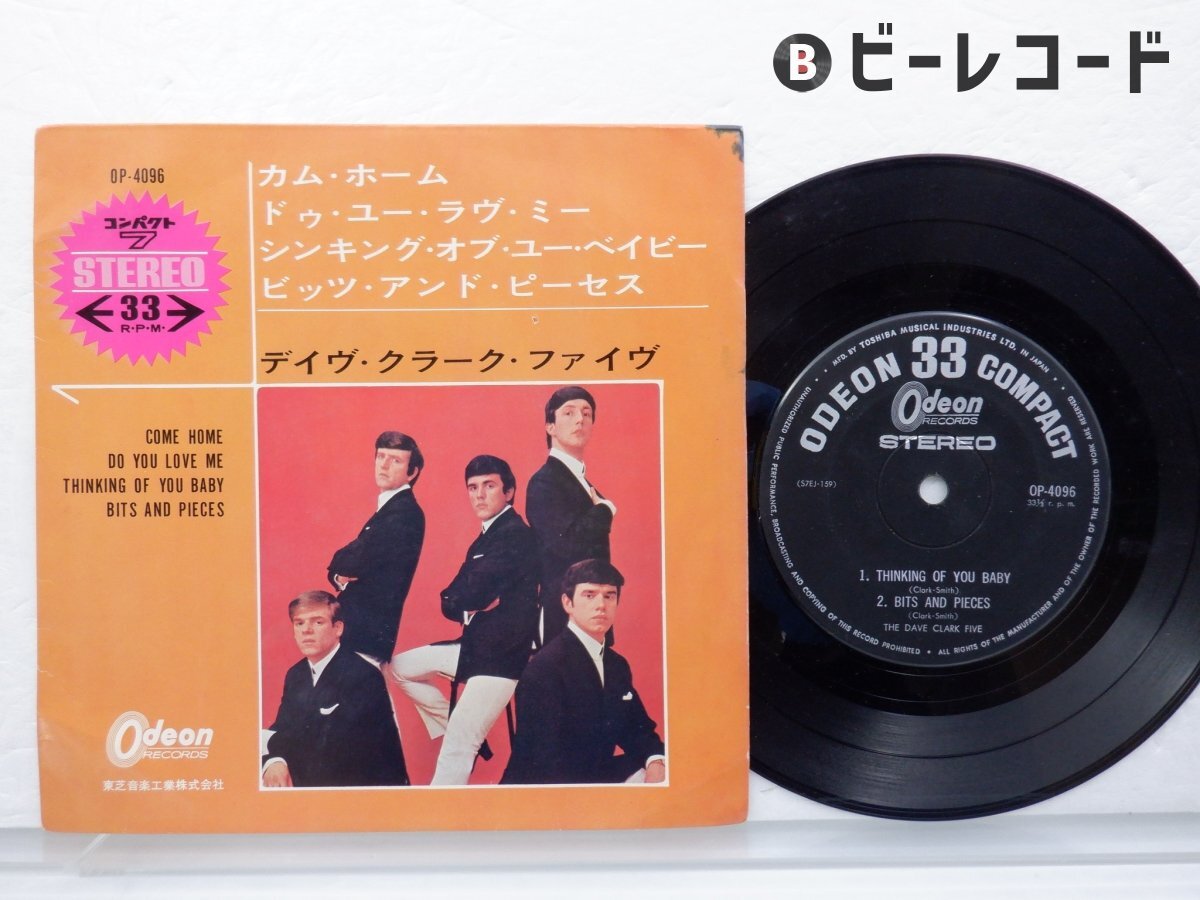 B ビーレコード
OP-4096
コンパクト
7
STEREO
33
R・P・M・
カム・ホーム
ドゥ・ユー・ラヴ・ミー
シンキング・オブ・ユー・ベイビー
ビッツ・アンド・ピーセス
デイヴ・クラーク・ファイヴ
COME HOME
DO YOU LOVE ME
THINKING OF YOU BABY
BITS AND PIECES
Odeon
RECORDS
東芝音楽工業株式会社
MFD. BY TOSHIBA MUSICAL INDUSTRIES LTD. IN JAPAN
ODEON 33 COMPACT
Odeon
RECORDS
STEREO
(S7EJ-159)
OP-4096
33⅓ r. p. m.
1. THINKING OF YOU BABY
(Clark-Smith)
2. BITS AND PIECES
(Clark-Smith)
THE DAVE CLARK FIVE
UNAUTHORIZED PUBLIC PERFORMANCE, BROADCASTING AND COPYING OF THIS RECORD PROHIBITED • ALL RIGHTS OF THE MANUFACTURER AND OF THE OWNER OF THE RECORDED WORK ARE RESERVED